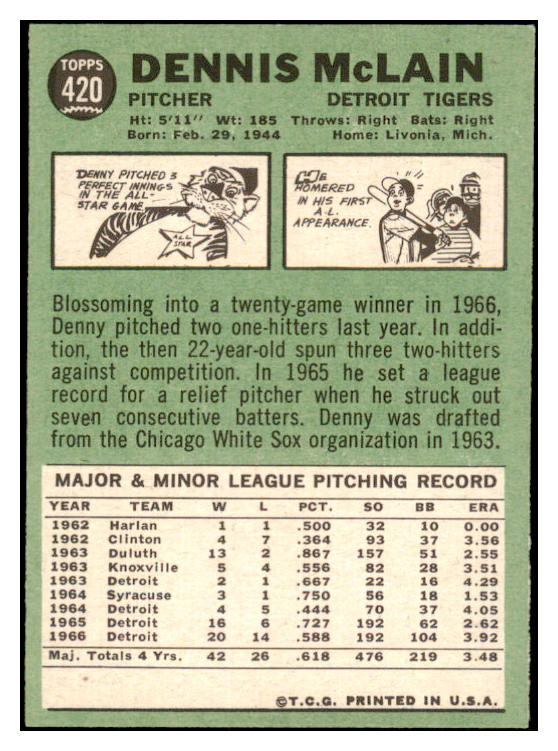 TOPPS
420
DENNIS McLAIN
PITCHER DETROIT TIGERS
Ht: 5'11" Wt: 185 Throws: Right Bats: Right
Born: Feb. 29, 1944 Home: Livonia, Mich.
DENNY PITCHED 3
PERFECT INNINGS
IN THE ALL-
STAR GAME.
ALL
STAR
HE
HOMERED
IN HIS FIRST
A.L.
APPEARANCE.
Blossoming into a twenty-game winner in 1966,
Denny pitched two one-hitters last year. In addi-
tion, the then 22-year-old spun three two-hitters
against competition. In 1965 he set a league
record for a relief pitcher when he struck out
seven consecutive batters. Denny was drafted
from the Chicago White Sox organization in 1963.
MAJOR & MINOR LEAGUE PITCHING RECORD
YEAR TEAM W L PCT. SO BB ERA
1962 Harlan 1 1 .500 32 10 0.00
1962 Clinton 4 7 .364 93 37 3.56
1963 Duluth 13 2 .867 157 51 2.55
1963 Knoxville 5 4 .556 82 28 3.51
1963 Detroit 2 1 .667 22 16 4.29
1964 Syracuse 3 1 .750 56 18 1.53
1964 Detroit 4 5 .444 70 37 4.05
1965 Detroit 16 6 .727 192 62 2.62
1966 Detroit 20 14 .588 192 104 3.92
Maj. Totals 4 Yrs. 42 26 .618 476 219 3.48
©T.C.G. PRINTED IN U.S.A.